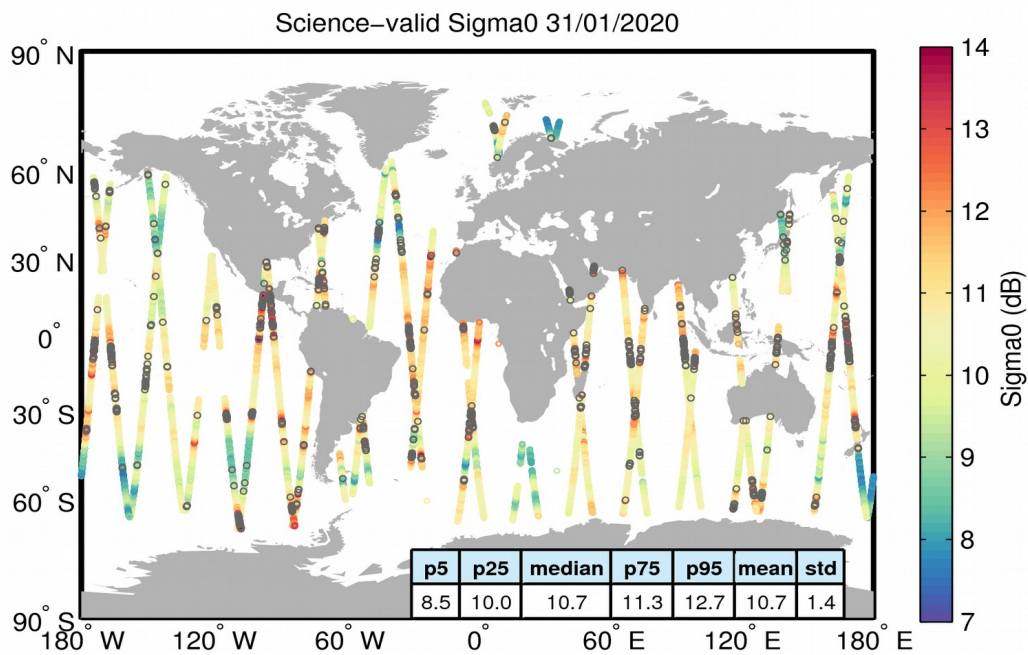 Science−valid Sigma0 31/01/2020
90° N
60° N
30° N
0°
30° S
60° S
90° S
180° W
120° W
60° W
0°
60° E
120° E
180° E
p5 p25 median p75 p95 mean std
8.5 10.0 10.7 11.3 12.7 10.7 1.4
14
13
12
11
10
9
8
7
Sigma0 (dB)